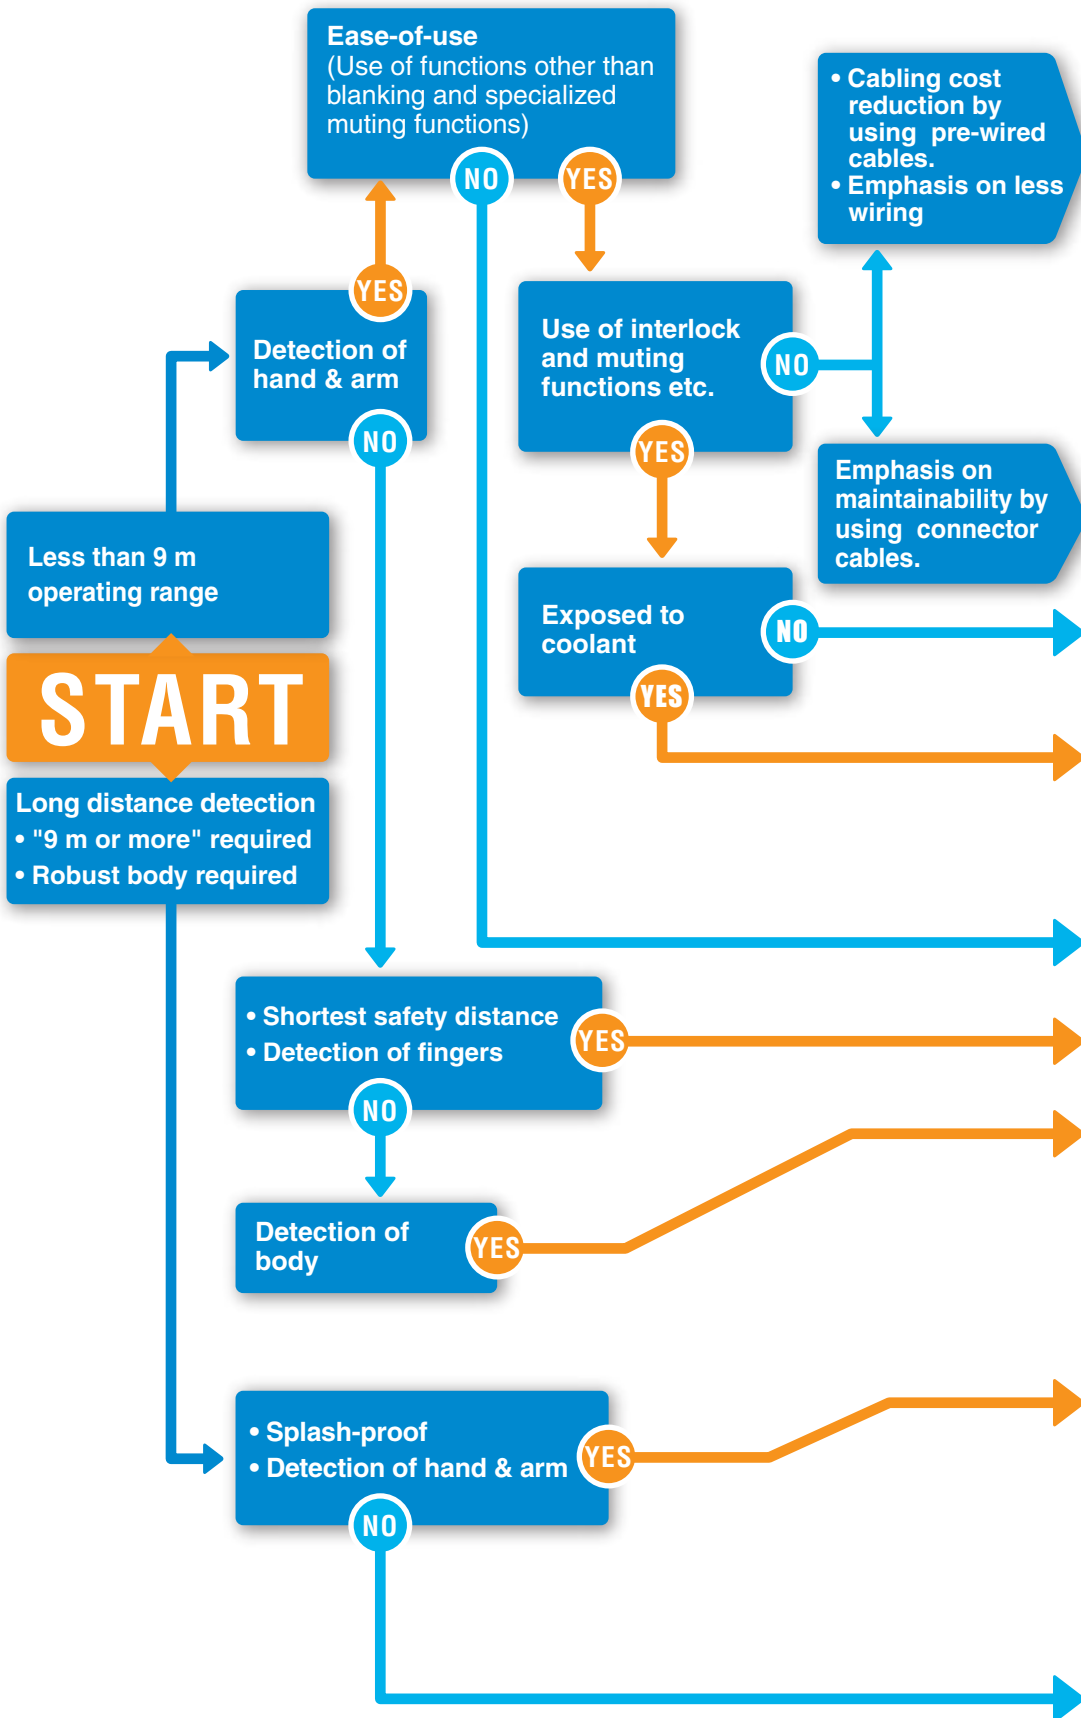 Ease-of-use
(Use of functions other than
blanking and specialized
muting functions)
NO
YES
• Cabling cost
reduction by
using pre-wired
cables.
• Emphasis on less
wiring
YES
Detection of
hand & arm
NO
Use of interlock
and muting
functions etc.
NO
YES
Emphasis on
maintainability by
using connector
cables.
Less than 9 m
operating range
Exposed to
coolant
NO
YES
START
Long distance detection
• "9 m or more" required
• Robust body required
• Shortest safety distance
• Detection of fingers
YES
NO
Detection of
body
YES
• Splash-proof
• Detection of hand & arm
YES
NO